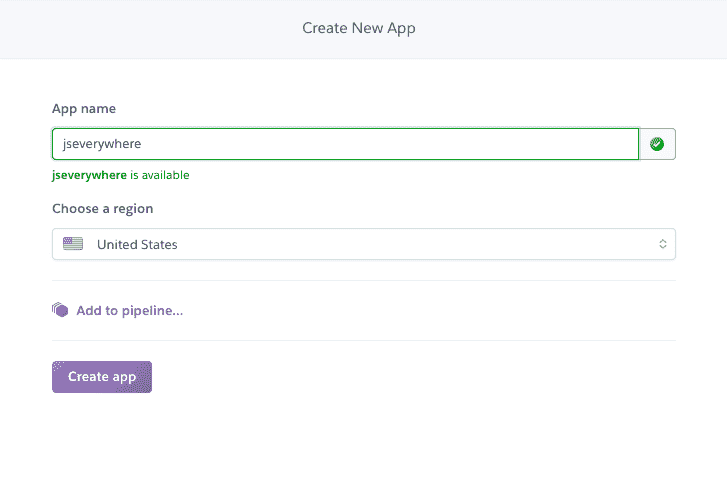 Create New App
App name
jseverywhere
jseverywhere is available
Choose a region
United States
Add to pipeline...
Create app